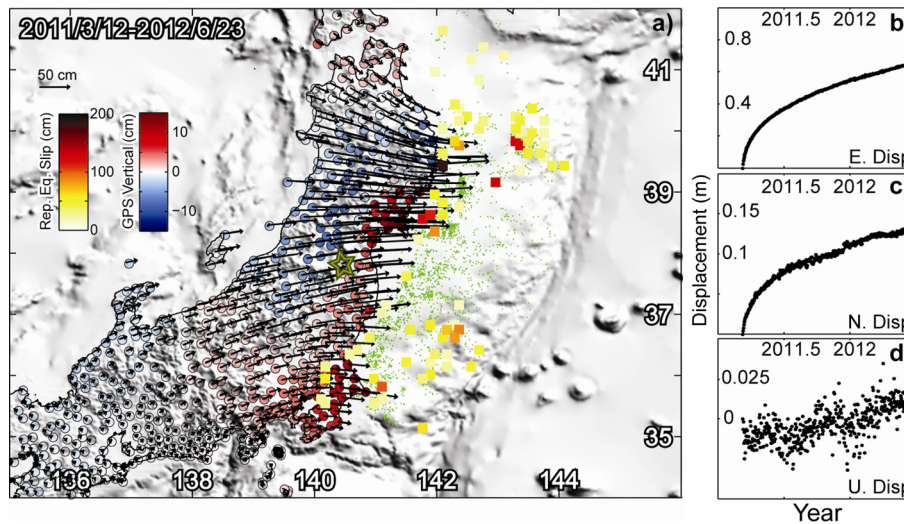 2011/3/12-2012/6/23
a)
50 cm
Rep. Eq. Slip (cm)
200
100
0
GPS Vertical (cm)
10
0
−10
41
39
37
35
136
138
140
142
144
Displacement (m)
2011.5 2012
b
0.8
0.4
E. Disp
2011.5 2012
c
0.15
0.1
N. Disp
2011.5 2012
d
0.025
0
U. Disp
Year